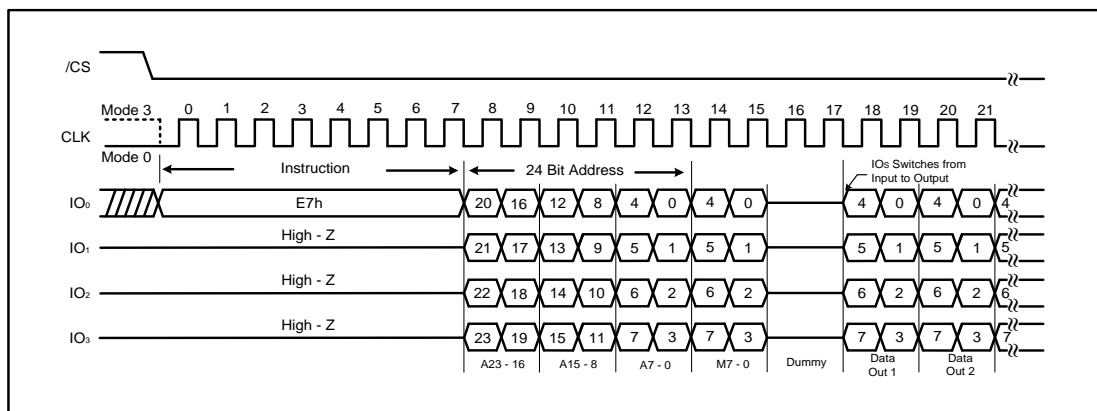 /CS
Mode 3 0 1 2 3 4 5 6 7 8 9 10 11 12 13 14 15 16 17 18 19 20 21
CLK
Mode 0
Instruction 24 Bit Address IOs Switches from
Input to Output
IO0 E7h 20 16 12 8 4 0 4 0 4 0 4 0 4
High - Z
IO1 21 17 13 9 5 1 5 1 5 1 5 1 5
High - Z
IO2 22 18 14 10 6 2 6 2 6 2 6 2 6
High - Z
IO3 23 19 15 11 7 3 7 3 7 3 7 3 7
A23 - 16 A15 - 8 A7 - 0 M7 - 0 Dummy Data Data
Out 1 Out 2